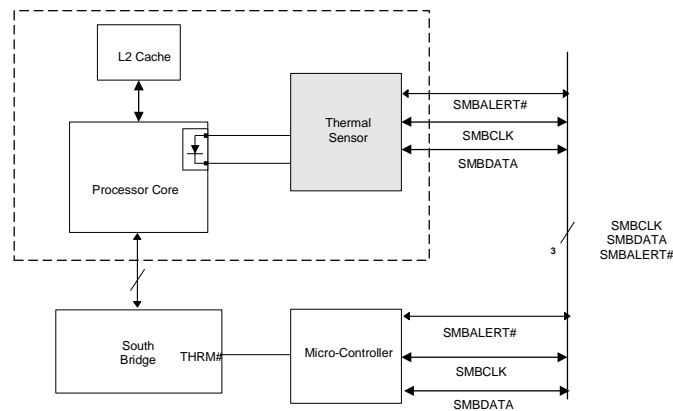 L2 Cache
Thermal
Sensor
SMBALERT#
SMBCLK
SMBDATA
Processor Core
SMBCLK
SMBDATA
SMBALERT#
3
South
Bridge
THRM#
Micro-Controller
SMBALERT#
SMBCLK
SMBDATA